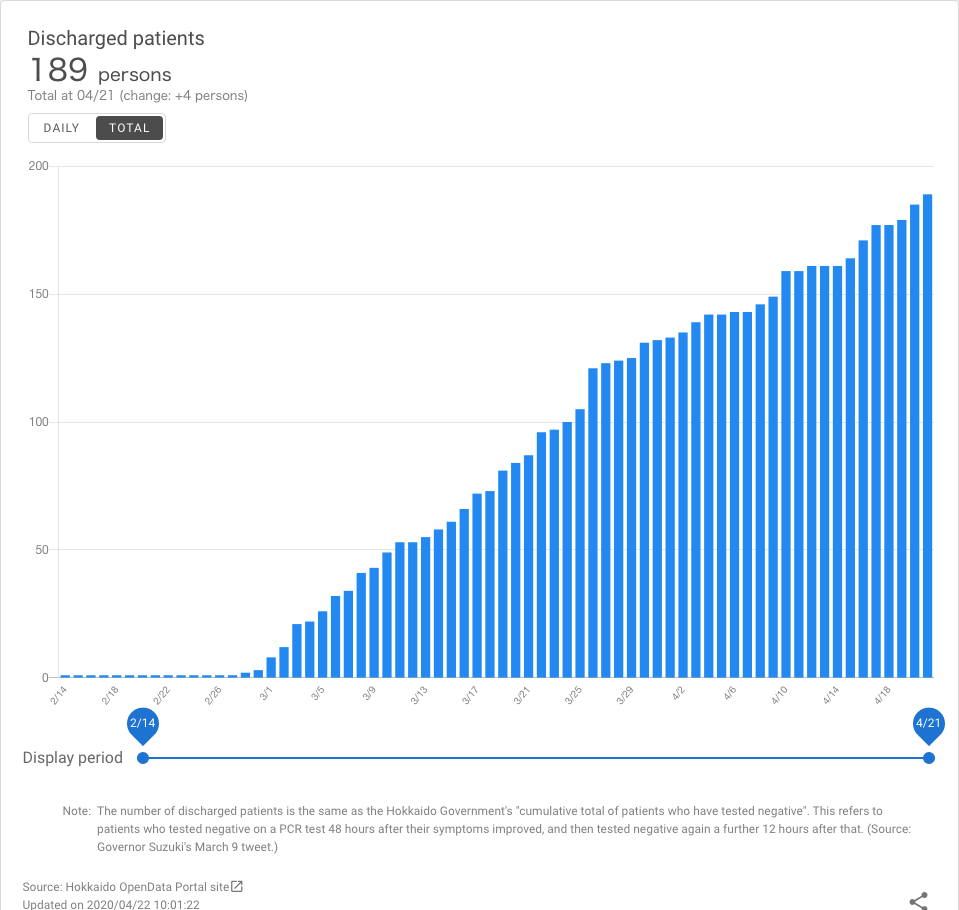 Discharged patients
189 persons
Total at 04/21 (change: +4 persons)
DAILY TOTAL
200
150
100
50
0
2/14 2/18 2/22 2/26 3/1 3/5 3/9 3/13 3/17 3/21 3/25 3/29 4/2 4/6 4/10 4/14 4/18
2/14 4/21
Display period
Note: The number of discharged patients is the same as the Hokkaido Government's "cumulative total of patients who have tested negative". This refers to
patients who tested negative on a PCR test 48 hours after their symptoms improved, and then tested negative again a further 12 hours after that. (Source:
Governor Suzuki's March 9 tweet.)
Source: Hokkaido OpenData Portal site
Updated on 2020/04/22 10:01:22